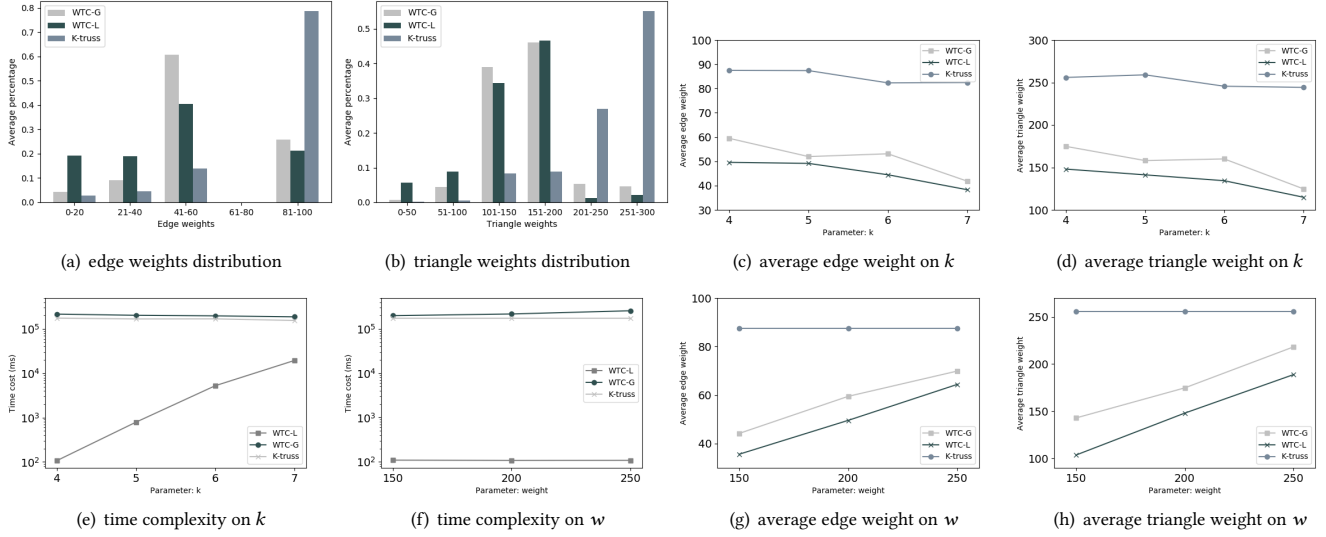 WTC-G
WTC-L
K-truss
0.8
0.7
0.6
0.5
0.4
0.3
0.2
0.1
0.0
Average percentage
0-20 21-40 41-60 61-80 81-100
Edge weights
(a) edge weights distribution
WTC-G
WTC-L
K-truss
0.5
0.4
0.3
0.2
0.1
0.0
Average percentage
0-50 51-100 101-150 151-200 201-250 251-300
Triangle weights
(b) triangle weights distribution
WTC-G
WTC-L
K-truss
100
90
80
70
60
50
40
30
Average edge weight
4 5 6 7
Parameter: k
(c) average edge weight on k
WTC-G
WTC-L
K-truss
300
250
200
150
100
Average triangle weight
4 5 6 7
Parameter: k
(d) average triangle weight on k
10^5
10^4
10^3
10^2
Time cost (ms)
WTC-L
WTC-G
K-truss
4 5 6 7
Parameter: k
(e) time complexity on k
10^5
10^4
10^3
10^2
Time cost (ms)
WTC-L
WTC-G
K-truss
150 200 250
Parameter: weight
(f) time complexity on w
100
80
60
40
Average edge weight
WTC-G
WTC-L
K-truss
150 200 250
Parameter: weight
(g) average edge weight on w
250
200
150
100
Average triangle weight
WTC-G
WTC-L
K-truss
150 200 250
Parameter: weight
(h) average triangle weight on w